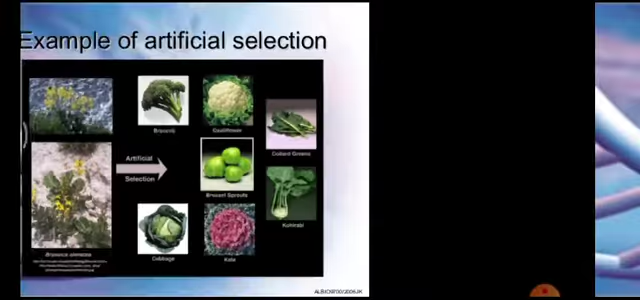 Example of artificial selection
Broccoli
Cauliflower
Artificial
Selection
Collard Greens
Brussel Sprouts
Kohlrabi
Cabbage
Kale
Brassica oleracea